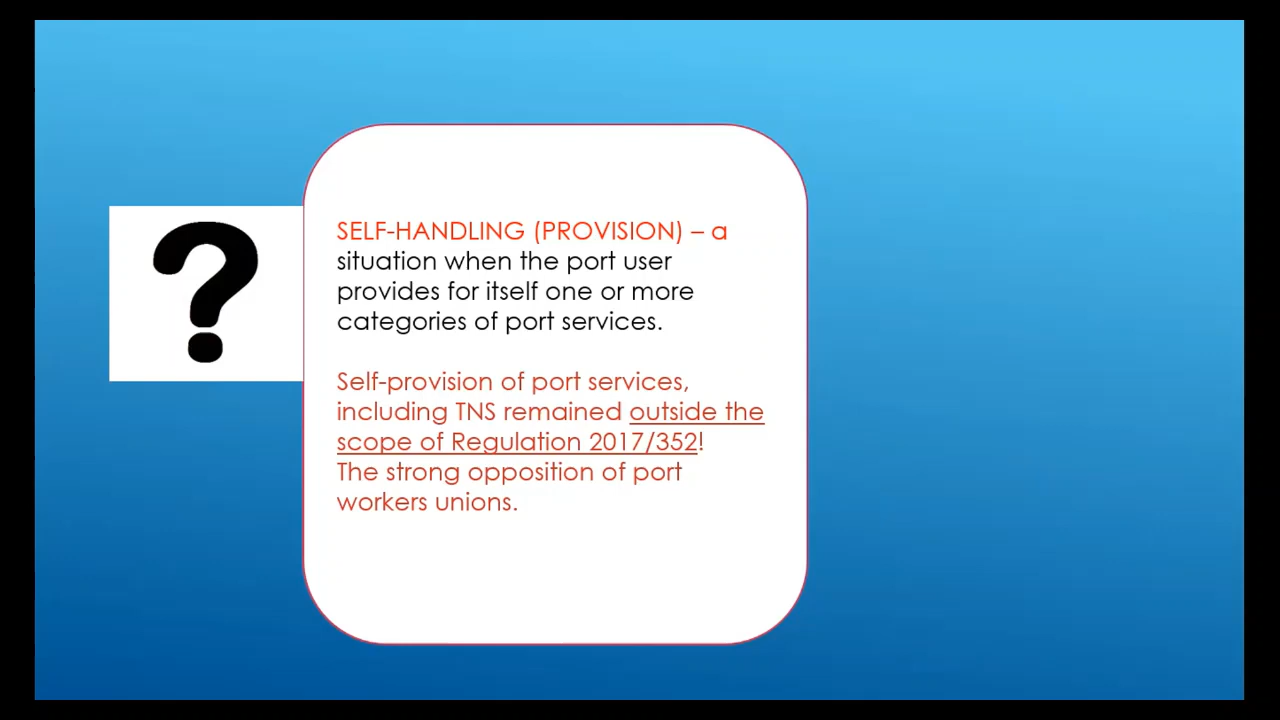 SELF-HANDLING (PROVISION) – a
situation when the port user
provides for itself one or more
categories of port services.
Self-provision of port services,
including TNS remained outside the
scope of Regulation 2017/352!
The strong opposition of port
workers unions.